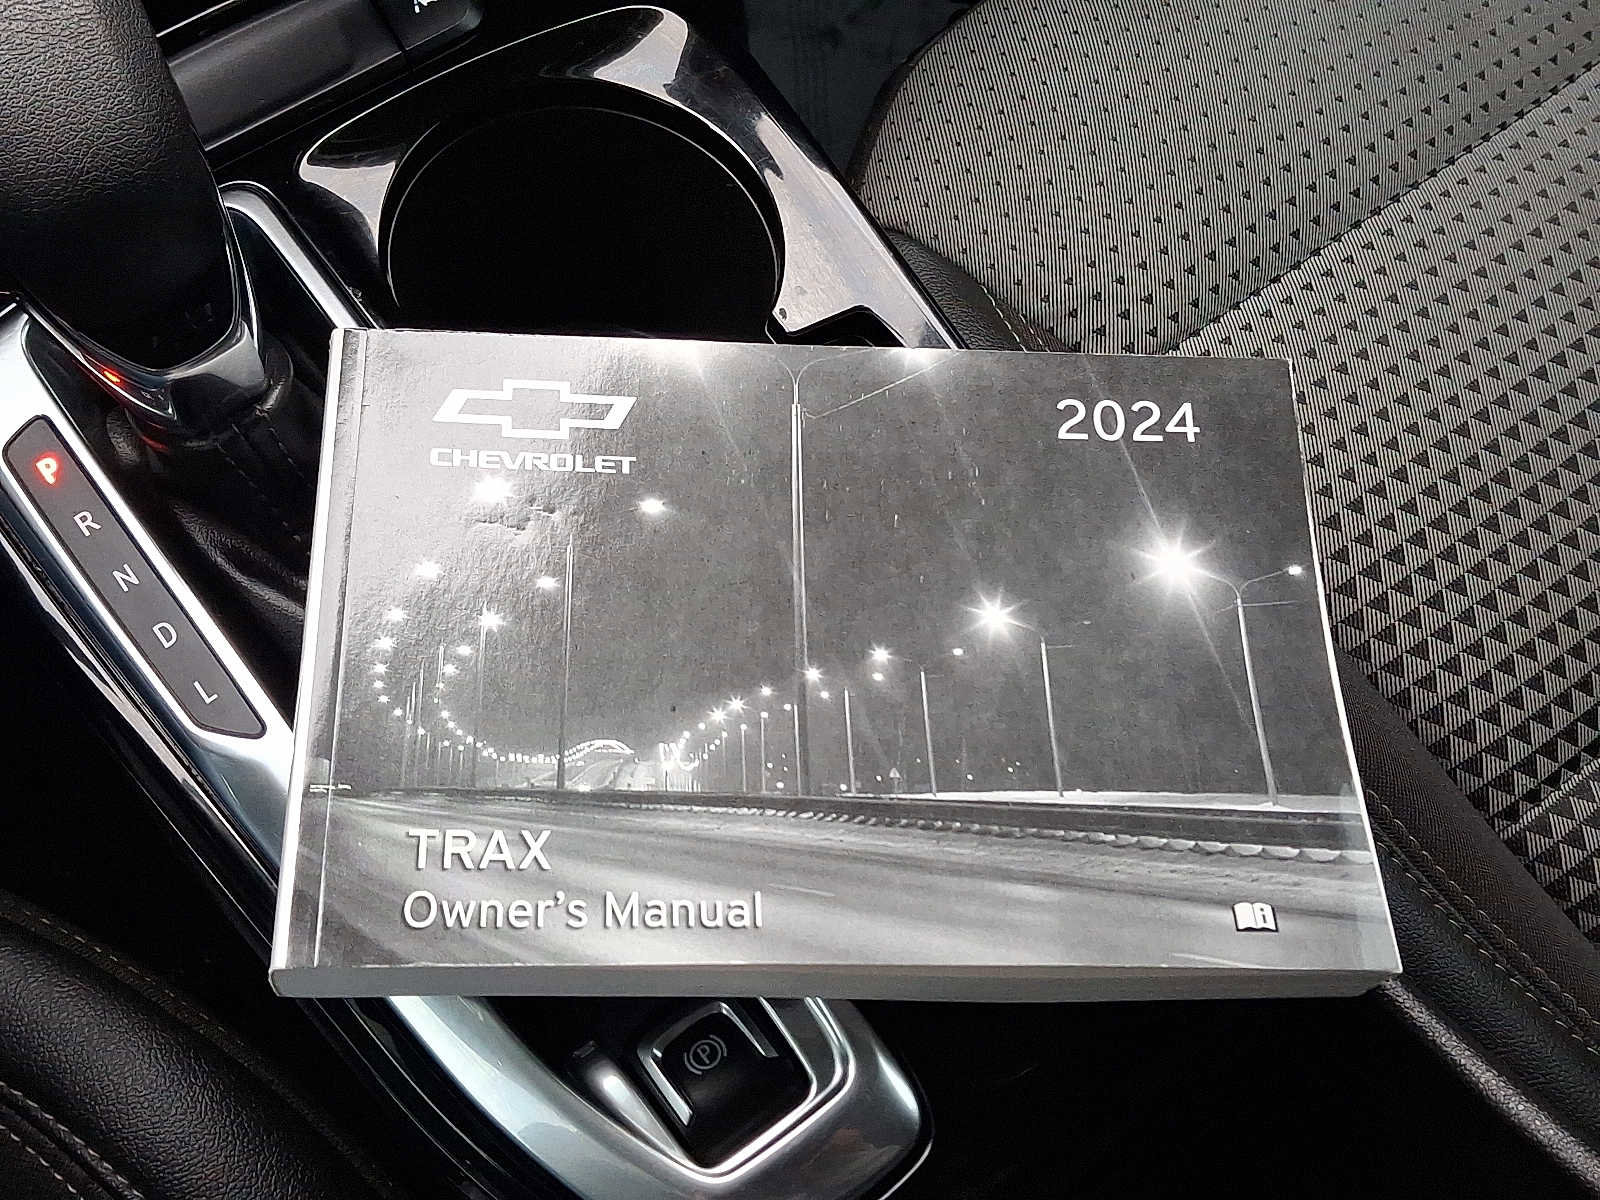 CHEVROLET
2024
P
R
N
D
L
TRAX
Owner's Manual
i
P